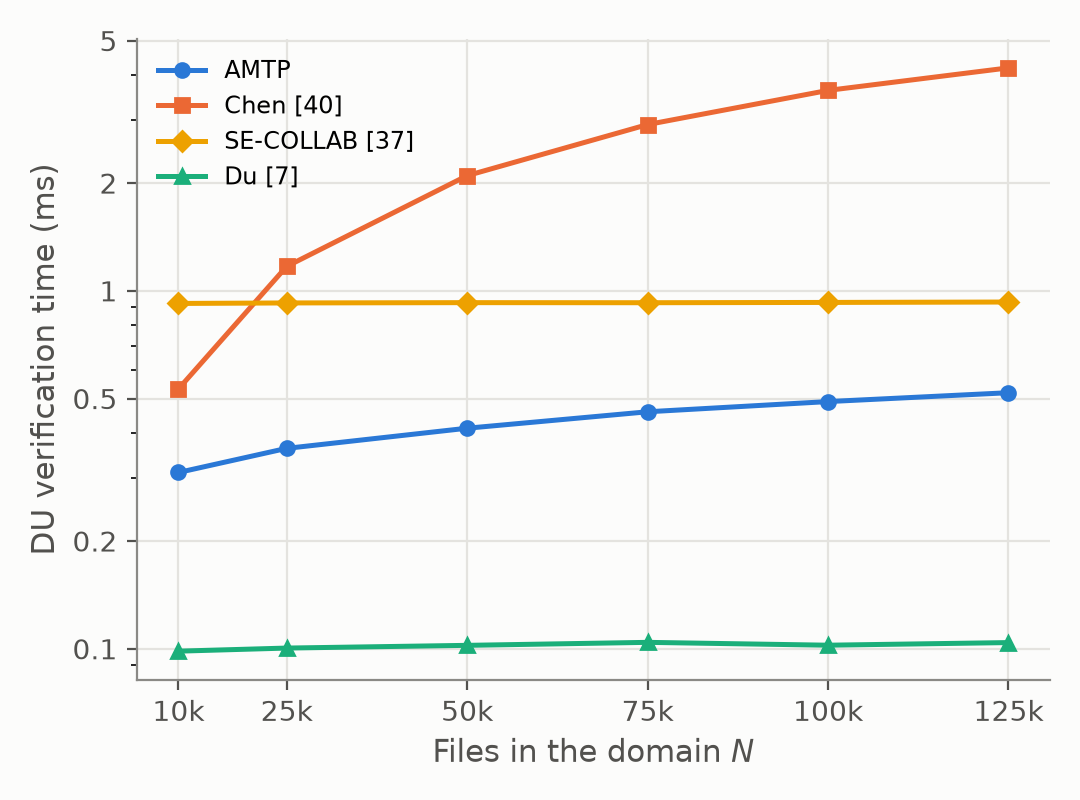 DU verification time (ms)
5
2
1
0.5
0.2
0.1
AMTP
Chen [40]
SE-COLLAB [37]
Du [7]
10k 25k 50k 75k 100k 125k
Files in the domain N